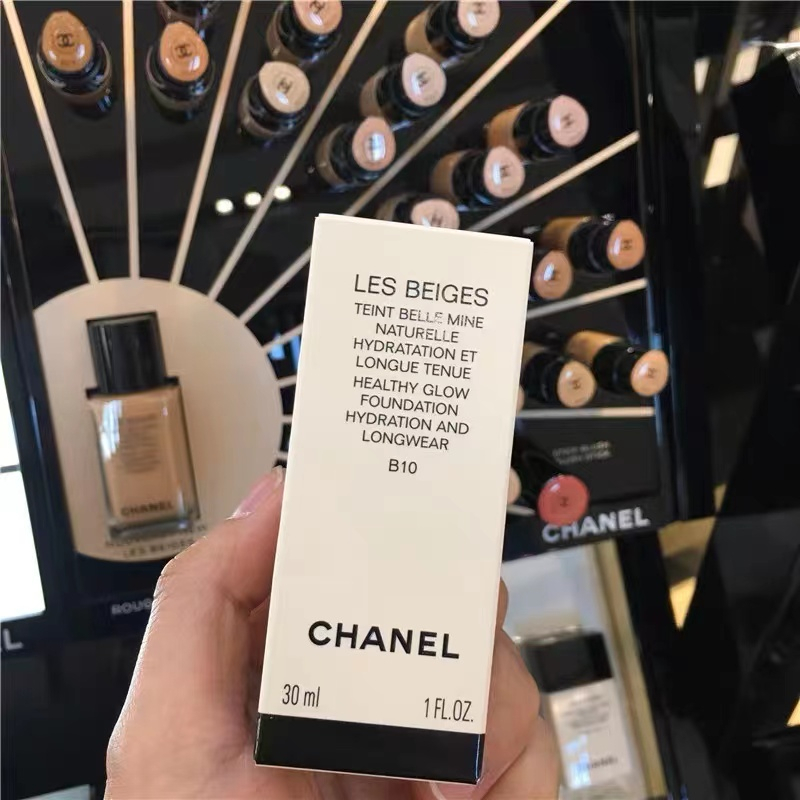 LES BEIGES
TEINT BELLE MINE
NATURELLE
HYDRATATION ET
LONGUE TENUE
HEALTHY GLOW
FOUNDATION
HYDRATION AND
LONGWEAR
B10
CHANEL
30 ml
1 FL.OZ.
CHANEL
LES BEIGES
CHANEL
CHANEL